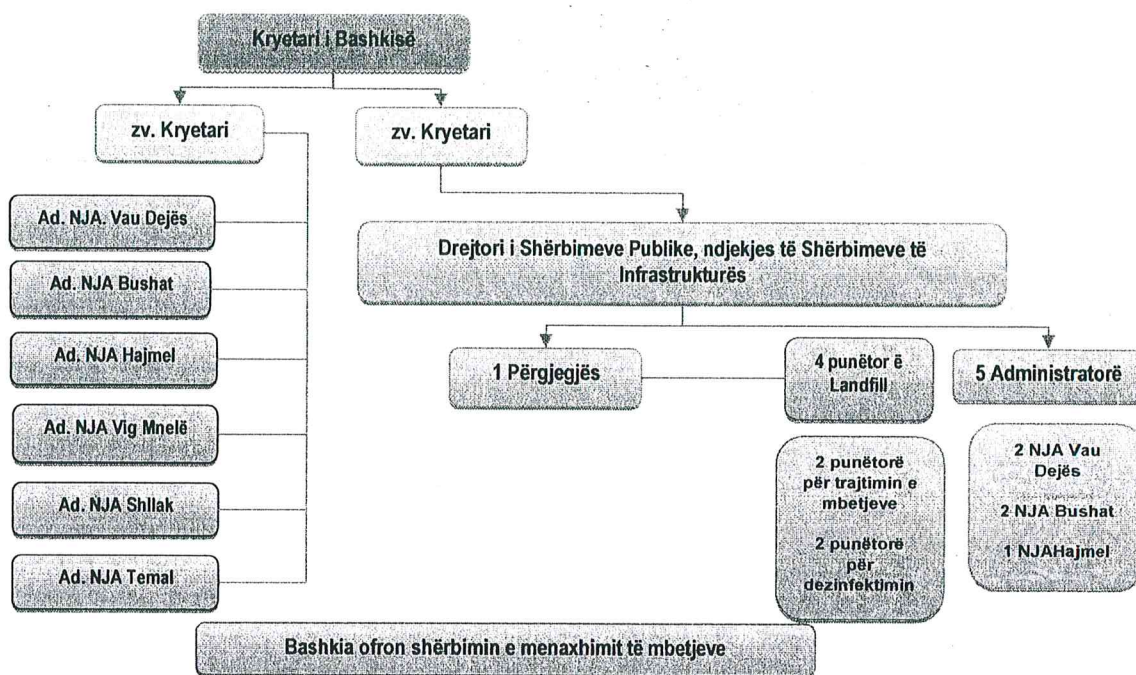 Kryetari i Bashkisë
zv. Kryetari
zv. Kryetari
Ad. NJA. Vau Dejës
Ad. NJA Bushat
Ad. NJA Hajmel
Ad. NJA Vig Mnelë
Ad. NJA Shllak
Ad. NJA Temal
Drejtori i Shërbimeve Publike, ndjekjes të Shërbimeve të
Infrastrukturës
1 Përgjegjës
4 punëtor ë
Landfill
5 Administratorë
2 punëtorë
për trajtimin e
mbetjeve
2 punëtorë
për
dezinfektimin
2 NJA Vau
Dejës
2 NJA Bushat
1 NJAHajmel
Bashkia ofron shërbimin e menaxhimit të mbetjeve